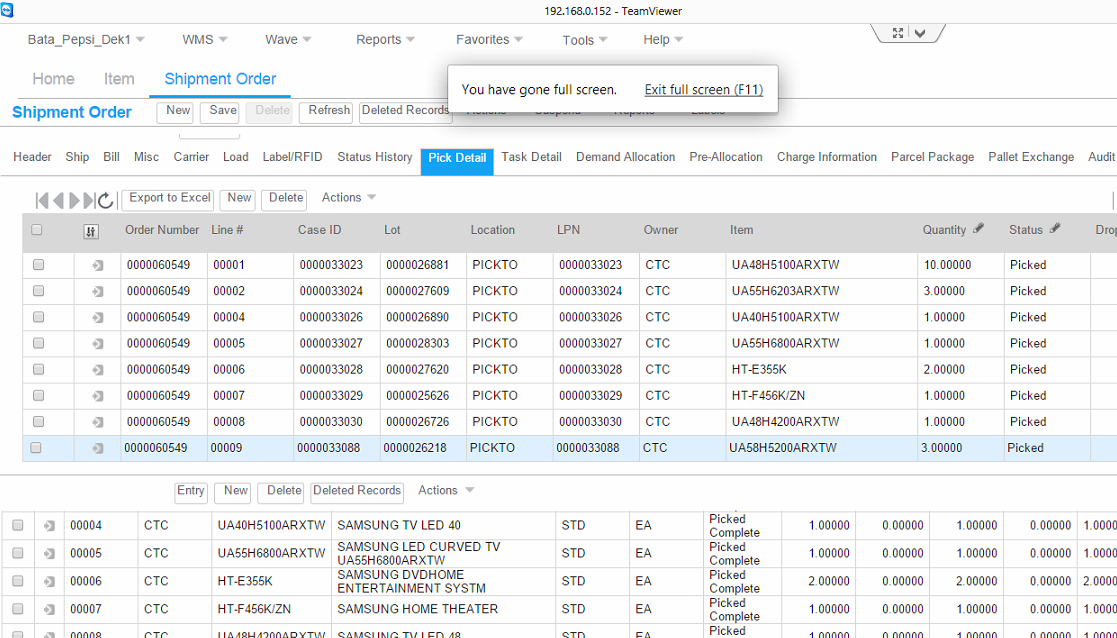 192.168.0.152 - TeamViewer
Bata_Pepsi_Dek1 WMS Wave Reports Favorites Tools Help
Home Item Shipment Order
You have gone full screen. Exit full screen (F11)
Shipment Order New Save Delete Refresh Deleted Records Actions Suspend Reports Labels
Header Ship Bill Misc Carrier Load Label/RFID Status History Pick Detail Task Detail Demand Allocation Pre-Allocation Charge Information Parcel Package Pallet Exchange Audit
Export to Excel New Delete Actions
Order Number Line # Case ID Lot Location LPN Owner Item Quantity Status Drop
0000060549 00001 0000033023 0000026881 PICKTO 0000033023 CTC UA48H5100ARXTW 10.00000 Picked
0000060549 00002 0000033024 0000027609 PICKTO 0000033024 CTC UA55H6203ARXTW 3.00000 Picked
0000060549 00004 0000033026 0000026890 PICKTO 0000033026 CTC UA40H5100ARXTW 1.00000 Picked
0000060549 00005 0000033027 0000028303 PICKTO 0000033027 CTC UA55H6800ARXTW 1.00000 Picked
0000060549 00006 0000033028 0000027620 PICKTO 0000033028 CTC HT-E355K 2.00000 Picked
0000060549 00007 0000033029 0000025626 PICKTO 0000033029 CTC HT-F456K/ZN 1.00000 Picked
0000060549 00008 0000033030 0000026726 PICKTO 0000033030 CTC UA48H4200ARXTW 1.00000 Picked
0000060549 00009 0000033088 0000026218 PICKTO 0000033088 CTC UA58H5200ARXTW 3.00000 Picked
Entry New Delete Deleted Records Actions
00004 CTC UA40H5100ARXTW SAMSUNG TV LED 40 STD EA Picked Complete 1.00000 0.00000 1.00000 0.00000 1.0000
00005 CTC UA55H6800ARXTW SAMSUNG LED CURVED TV UA55H6800ARXTW STD EA Picked Complete 1.00000 0.00000 1.00000 0.00000 1.0000
00006 CTC HT-E355K SAMSUNG DVDHOME ENTERTAINMENT SYSTM STD EA Picked Complete 2.00000 0.00000 2.00000 0.00000 2.0000
00007 CTC HT-F456K/ZN SAMSUNG HOME THEATER STD EA Picked Complete 1.00000 0.00000 1.00000 0.00000 1.0000
00008 CTC UA48H4200ARXTW SAMSUNG TV LED 48 STD EA Picked 1.00000 0.00000 1.00000 0.00000 1.0000